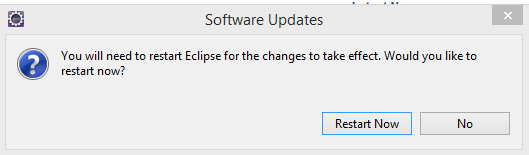 Software Updates
You will need to restart Eclipse for the changes to take effect. Would you like to
restart now?
Restart Now
No